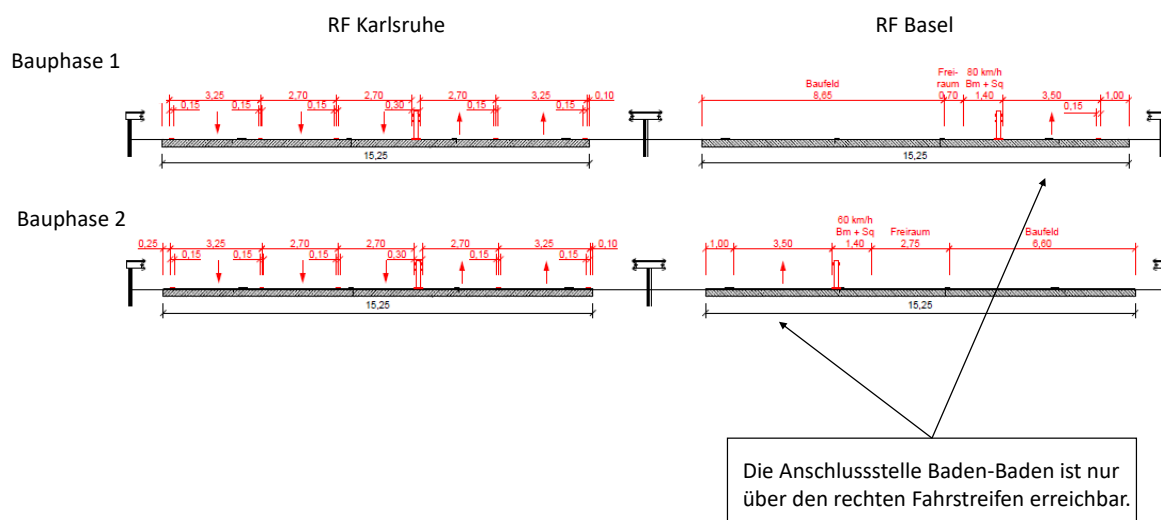 RF Karlsruhe
RF Basel
Bauphase 1
3,25 2,70 2,70 2,70 3,25 0,10
0,15 0,15 0,15 0,30 0,15 0,15
15,25
Baufeld
8,65
Frei-
raum
0,70
80 km/h
Bm + Sq
1,40
3,50
1,00
0,15
15,25
Bauphase 2
0,25 3,25 2,70 2,70 2,70 3,25 0,10
0,15 0,15 0,15 0,30 0,15 0,15
15,25
60 km/h
Bm + Sq
Freiraum
Baufeld
1,00 3,50 1,40 2,75 6,60
15,25
Die Anschlussstelle Baden-Baden ist nur
über den rechten Fahrstreifen erreichbar.